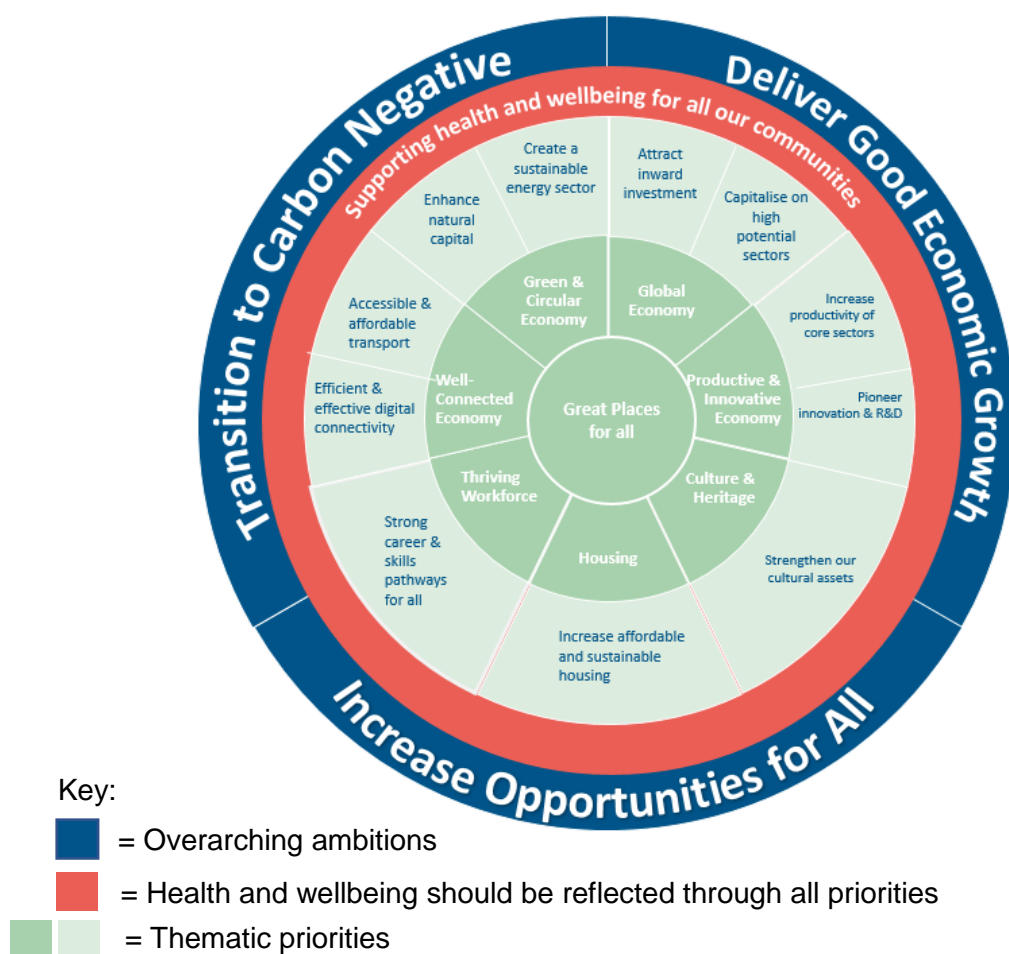 Transition to Carbon Negative
Deliver Good Economic Growth
Increase Opportunities for All
Supporting health and wellbeing for all our communities
Create a
sustainable
energy sector
Attract
inward
investment
Capitalise on
high
potential
sectors
Increase
productivity of
core sectors
Pioneer
innovation & R&D
Strengthen our
cultural assets
Increase affordable
and sustainable
housing
Strong
career &
skills
pathways
for all
Efficient &
effective digital
connectivity
Accessible &
affordable
transport
Enhance
natural
capital
Green &
Circular
Economy
Global
Economy
Productive &
Innovative
Economy
Culture &
Heritage
Housing
Thriving
Workforce
Well-
Connected
Economy
Great Places
for all
Key:
= Overarching ambitions
= Health and wellbeing should be reflected through all priorities
= Thematic priorities